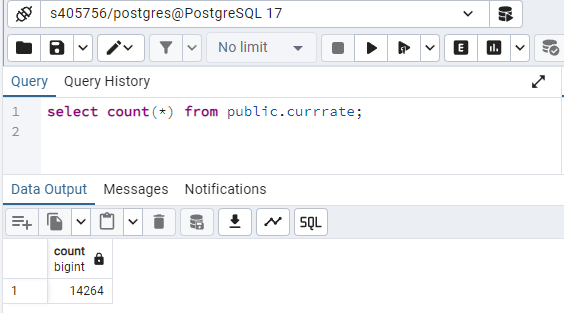 s405756/postgres@PostgreSQL 17
No limit
E
Query Query History
1 select count(*) from public.currrate;
2
Data Output Messages Notifications
SQL
count
bigint
1 14264